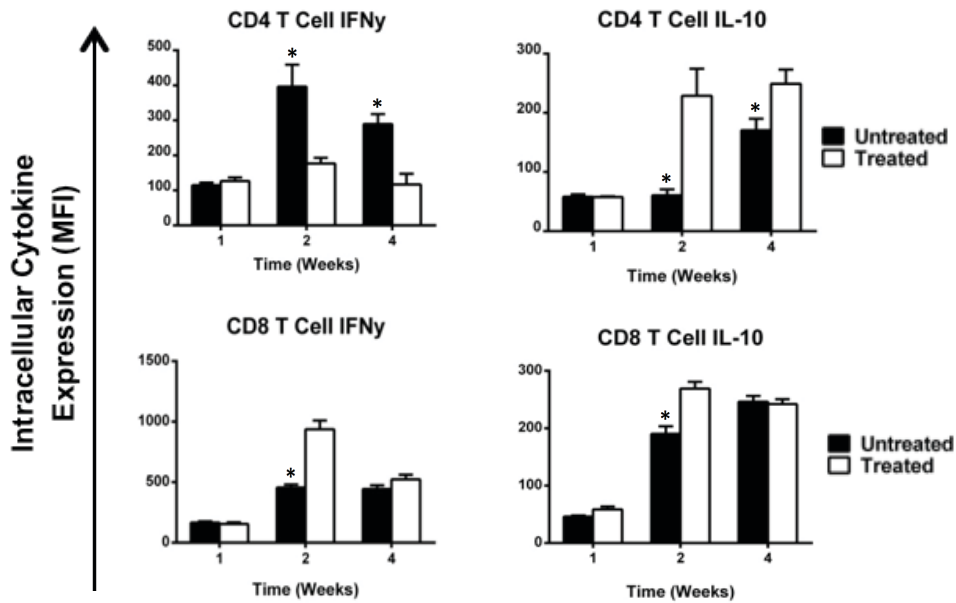 CD4 T Cell IFNy
*
*
500
400
300
200
100
0
1
2
4
Time (Weeks)
CD4 T Cell IL-10
*
*
300
200
100
0
1
2
4
Time (Weeks)
Untreated
Treated
Intracellular Cytokine
Expression (MFI)
CD8 T Cell IFNy
*
1500
1000
500
0
1
2
4
Time (Weeks)
CD8 T Cell IL-10
*
300
200
100
0
1
2
4
Time (Weeks)
Untreated
Treated